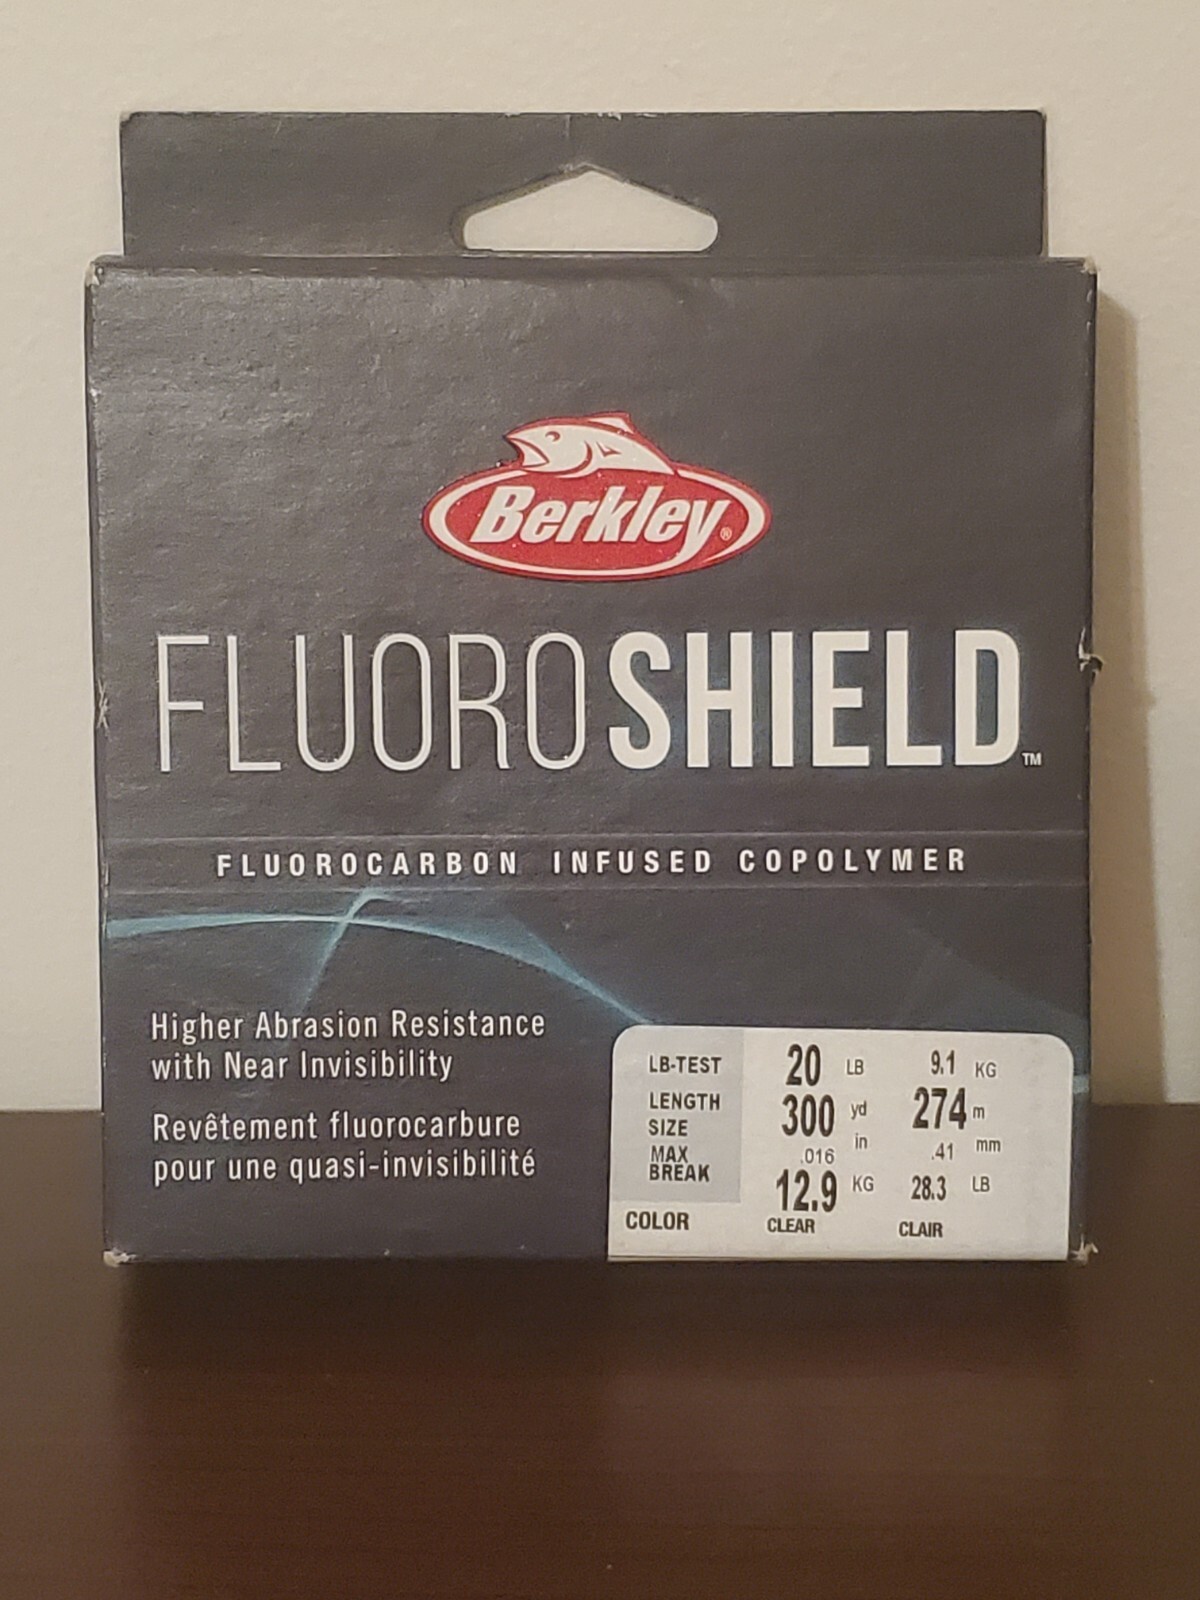 Berkley®
FLUOROSHIELD™
FLUOROCARBON INFUSED COPOLYMER
Higher Abrasion Resistance
with Near Invisibility
Revêtement fluorocarbure
pour une quasi-invisibilité
LB-TEST 20 LB 9.1 KG
LENGTH 300 yd 274 m
SIZE .016 in .41 mm
MAX BREAK 12.9 KG 28.3 LB
COLOR CLEAR CLAIR